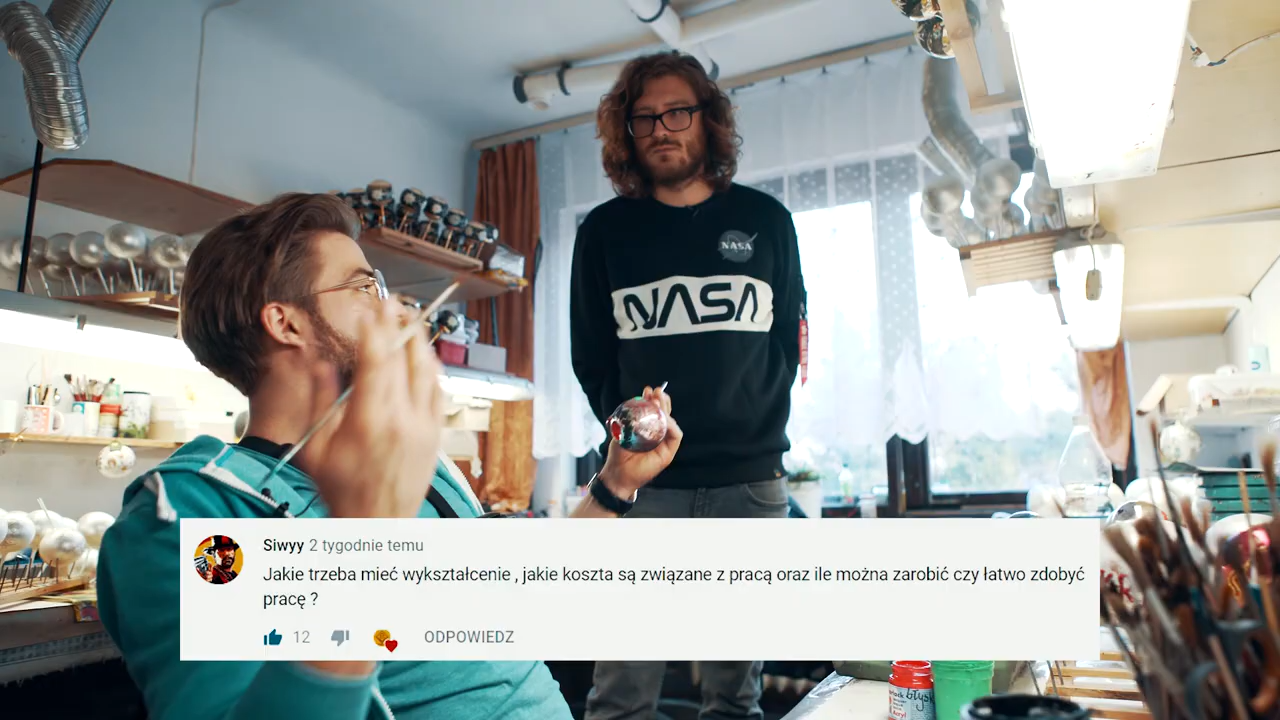 NASA
NASA
Siwyy 2 tygodnie temu
Jakie trzeba mieć wykształcenie , jakie koszta są związane z pracą oraz ile można zarobić czy łatwo zdobyć
pracę ?
12 ODPOWIEDZ
błysk